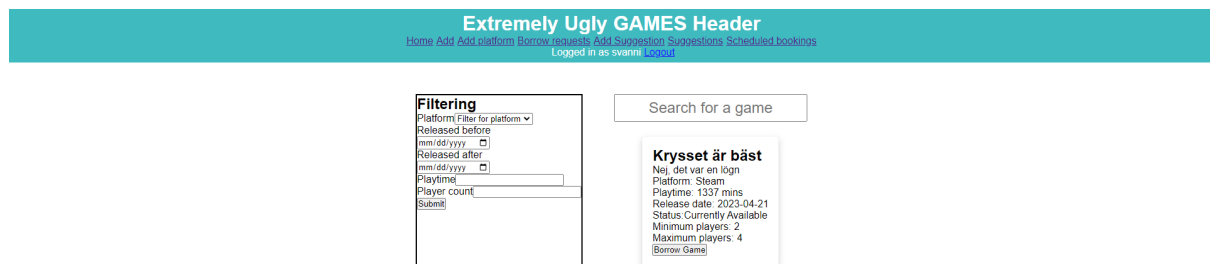 Extremely Ugly GAMES Header
Home Add Add platform Borrow requests Add Suggestion Suggestions Scheduled bookings
Logged in as svanni Logout
Filtering
Platform Filter for platform
Released before
mm/dd/yyyy
Released after
mm/dd/yyyy
Playtime
Player count
Submit
Search for a game
Krysset är bäst
Nej, det var en lögn
Platform: Steam
Playtime: 1337 mins
Release date: 2023-04-21
Status:Currently Available
Minimum players: 2
Maximum players: 4
Borrow Game